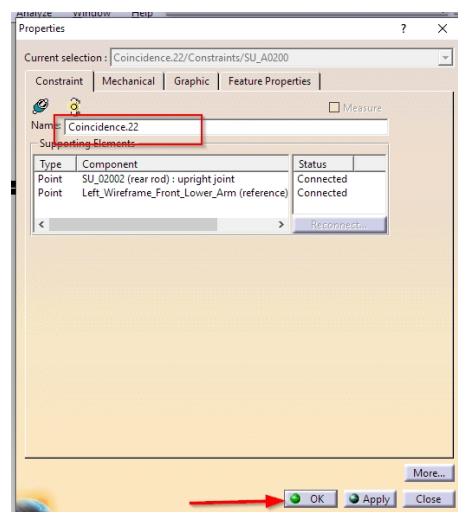 Analyze Window Help
Properties ? X
Current selection : Coincidence.22/Constraints/SU_A0200
Constraint Mechanical Graphic Feature Properties
Measure
Name: Coincidence.22
Supporting Elements
Type Component Status
Point SU_02002 (rear rod) : upright joint Connected
Point Left_Wireframe_Front_Lower_Arm (reference) Connected
Reconnect...
More...
OK Apply Close